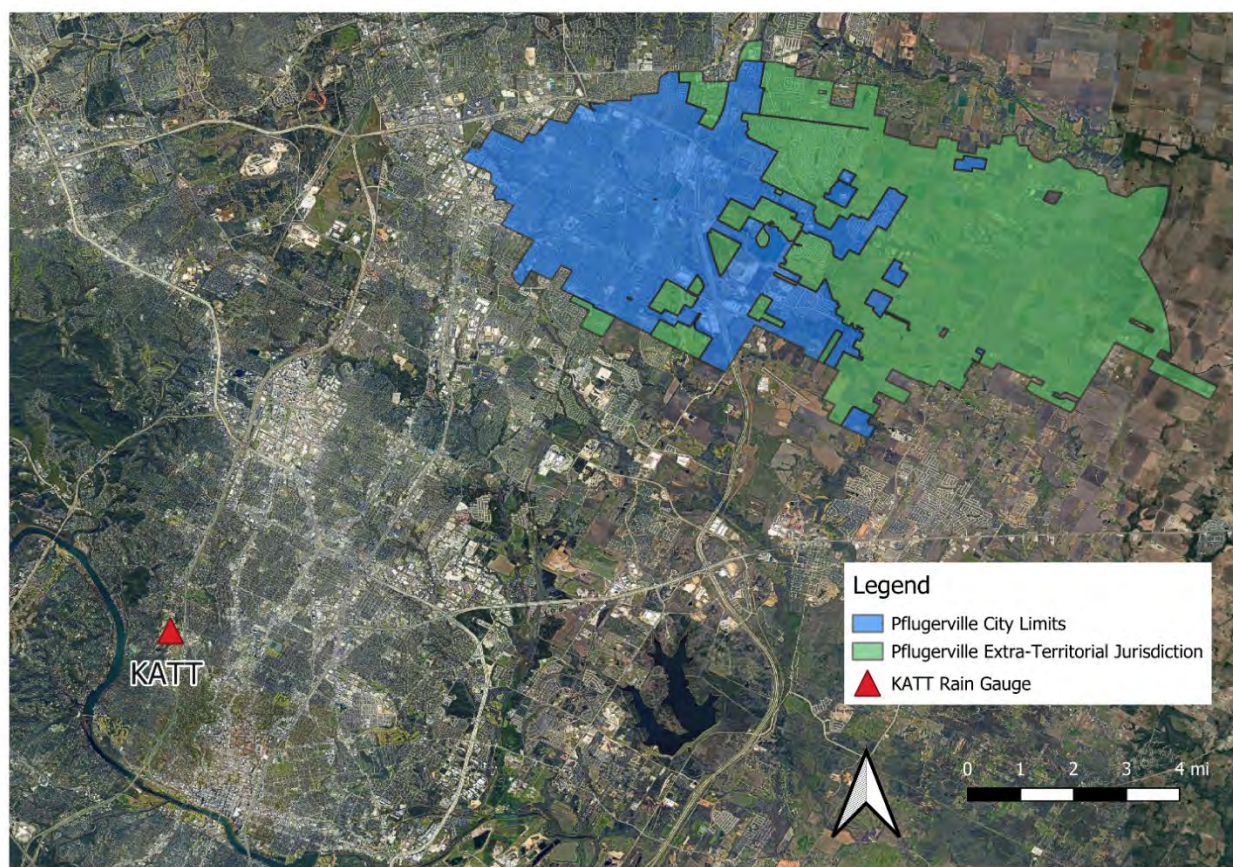 KATT
Legend
Pflugerville City Limits
Pflugerville Extra-Territorial Jurisdiction
KATT Rain Gauge
0 1 2 3 4 mi